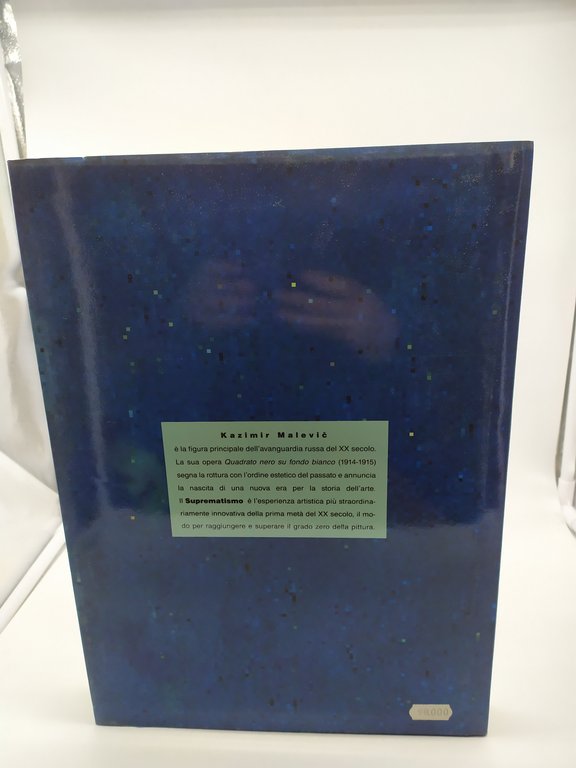 Kazimir Malevič
è la figura principale dell'avanguardia russa del XX secolo.
La sua opera Quadrato nero su fondo bianco (1914-1915)
segna la rottura con l'ordine estetico del passato e annuncia
la nascita di una nuova era per la storia dell'arte.
Il Suprematismo è l'esperienza artistica più straordina-
riamente innovativa della prima metà del XX secolo, il mo-
do per raggiungere e superare il grado zero della pittura.